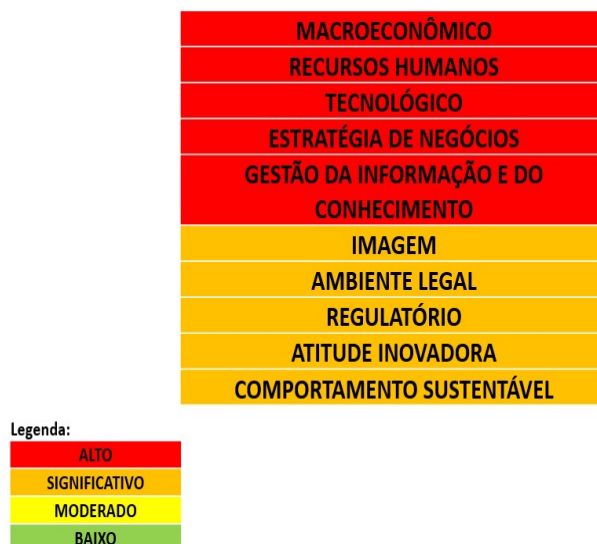 MACROECONÔMICO
RECURSOS HUMANOS
TECNOLÓGICO
ESTRATÉGIA DE NEGÓCIOS
GESTÃO DA INFORMAÇÃO E DO
CONHECIMENTO
IMAGEM
AMBIENTE LEGAL
REGULATÓRIO
ATITUDE INOVADORA
COMPORTAMENTO SUSTENTÁVEL
Legenda:
ALTO
SIGNIFICATIVO
MODERADO
BAIXO